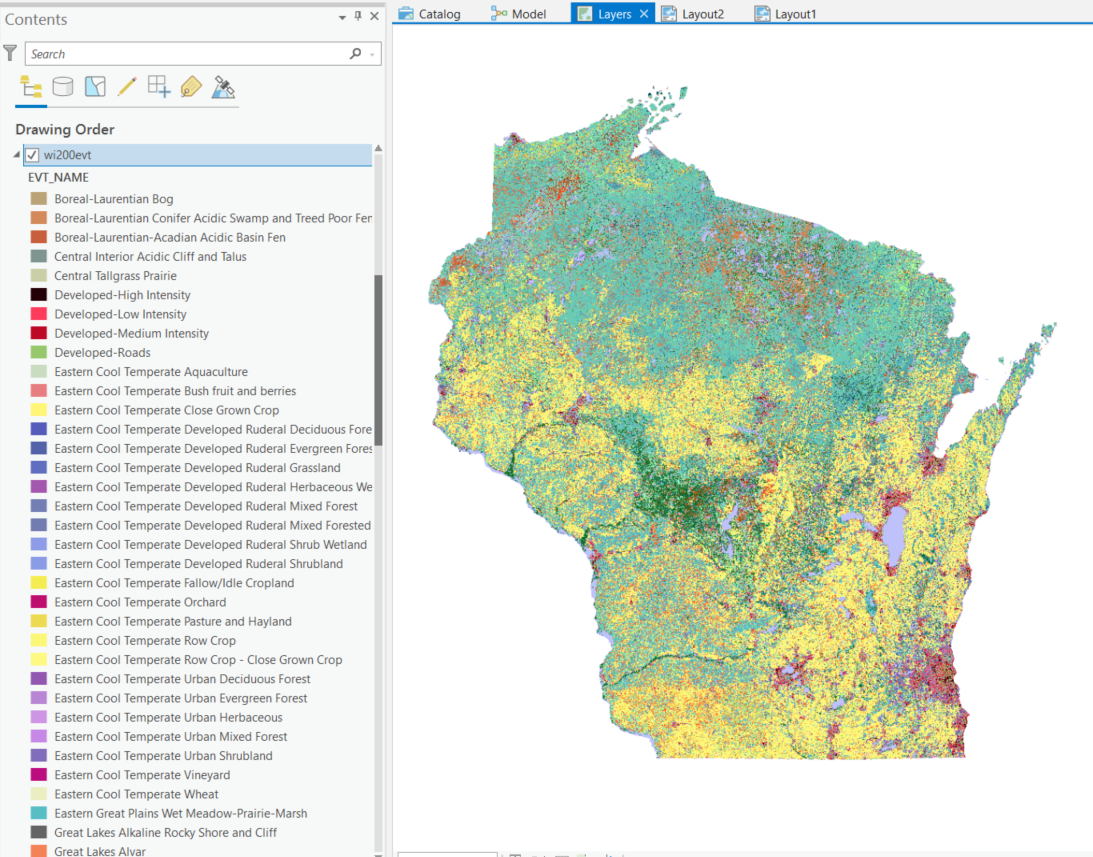 Contents
Catalog
Model
Layers
Layout2
Layout1
Search
Drawing Order
wi200evt
EVT_NAME
Boreal-Laurentian Bog
Boreal-Laurentian Conifer Acidic Swamp and Treed Poor Fen
Boreal-Laurentian-Acadian Acidic Basin Fen
Central Interior Acidic Cliff and Talus
Central Tallgrass Prairie
Developed-High Intensity
Developed-Low Intensity
Developed-Medium Intensity
Developed-Roads
Eastern Cool Temperate Aquaculture
Eastern Cool Temperate Bush fruit and berries
Eastern Cool Temperate Close Grown Crop
Eastern Cool Temperate Developed Ruderal Deciduous Fore
Eastern Cool Temperate Developed Ruderal Evergreen Fores
Eastern Cool Temperate Developed Ruderal Grassland
Eastern Cool Temperate Developed Ruderal Herbaceous We
Eastern Cool Temperate Developed Ruderal Mixed Forest
Eastern Cool Temperate Developed Ruderal Mixed Forested
Eastern Cool Temperate Developed Ruderal Shrub Wetland
Eastern Cool Temperate Developed Ruderal Shrubland
Eastern Cool Temperate Fallow/Idle Cropland
Eastern Cool Temperate Orchard
Eastern Cool Temperate Pasture and Hayland
Eastern Cool Temperate Row Crop
Eastern Cool Temperate Row Crop - Close Grown Crop
Eastern Cool Temperate Urban Deciduous Forest
Eastern Cool Temperate Urban Evergreen Forest
Eastern Cool Temperate Urban Herbaceous
Eastern Cool Temperate Urban Mixed Forest
Eastern Cool Temperate Urban Shrubland
Eastern Cool Temperate Vineyard
Eastern Cool Temperate Wheat
Eastern Great Plains Wet Meadow-Prairie-Marsh
Great Lakes Alkaline Rocky Shore and Cliff
Great Lakes Alvar